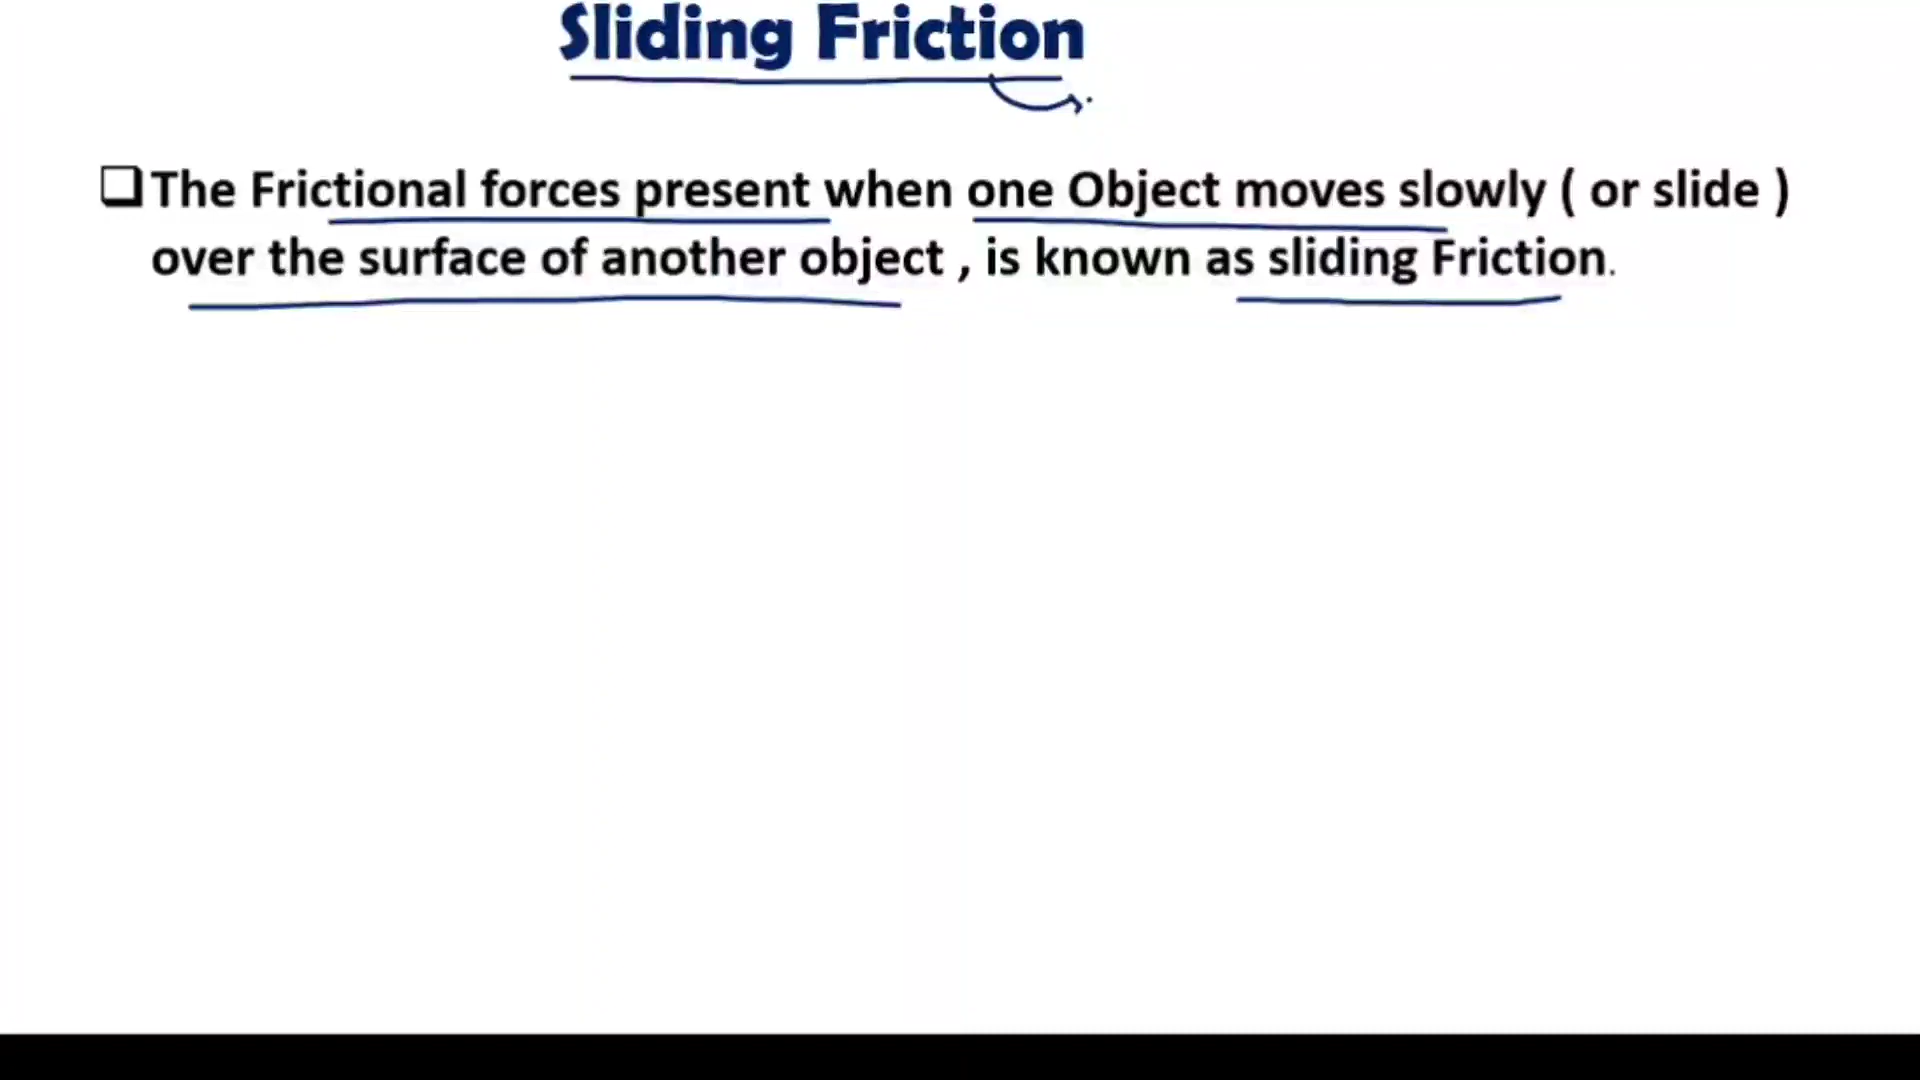 Sliding Friction
❑The Frictional forces present when one Object moves slowly ( or slide )
over the surface of another object , is known as sliding Friction.